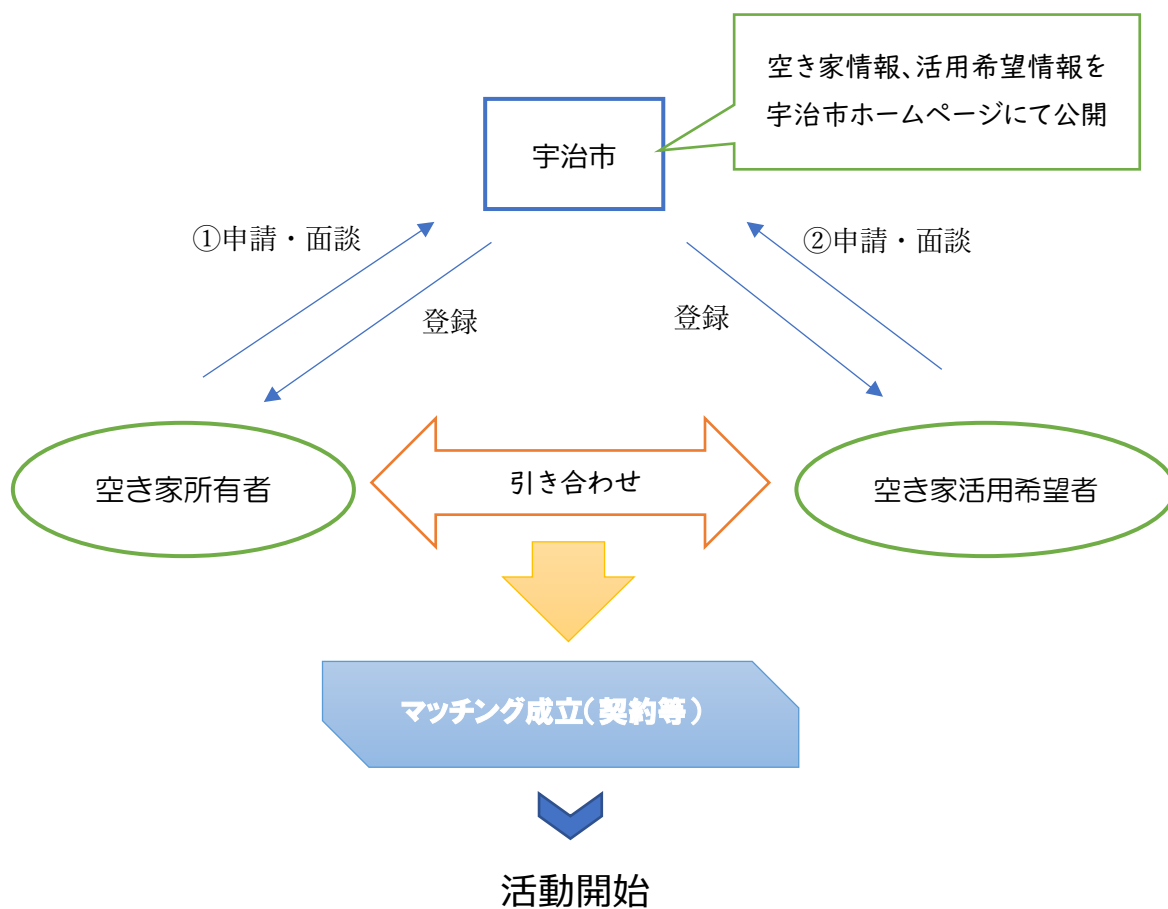 空き家情報、活用希望情報を
宇治市ホームページにて公開
宇治市
①申請・面談
②申請・面談
登録
登録
空き家所有者
引き合わせ
空き家活用希望者
マッチング成立(契約等)
活動開始